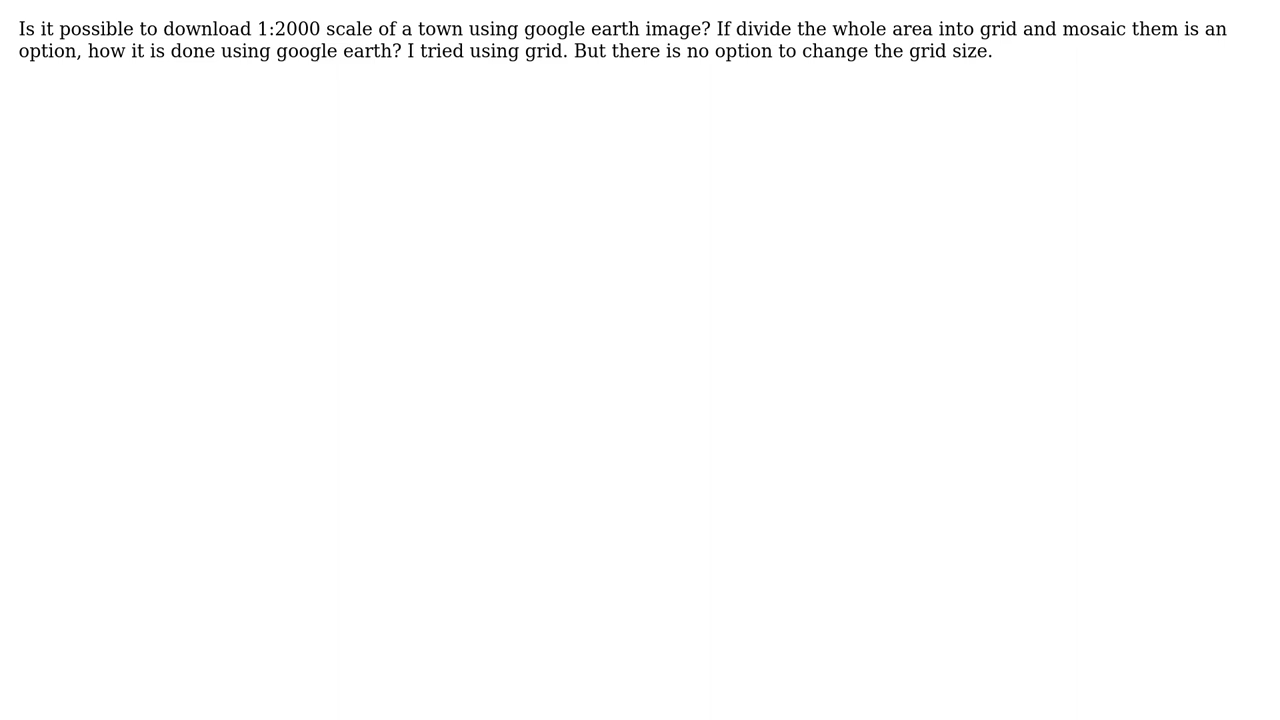 Is it possible to download 1:2000 scale of a town using google earth image? If divide the whole area into grid and mosaic them is an
option, how it is done using google earth? I tried using grid. But there is no option to change the grid size.